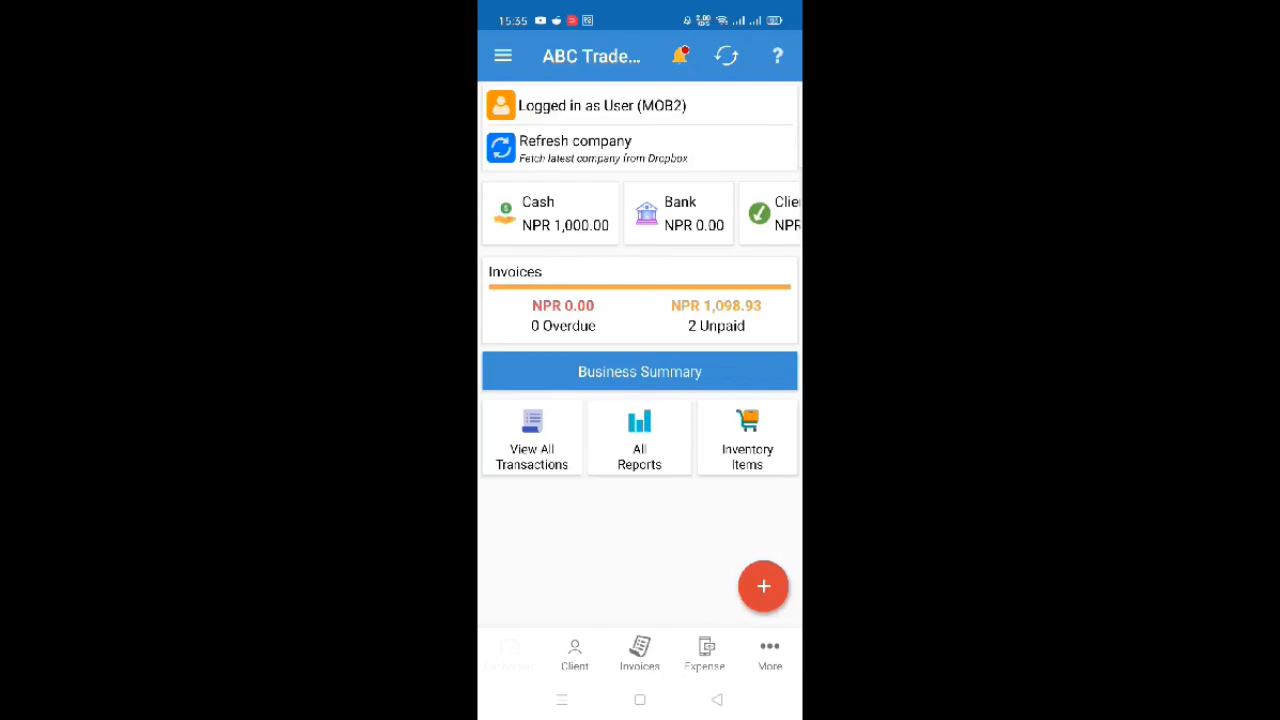 15:35
ABC Trade...
?
Logged in as User (MOB2)
Refresh company
Fetch latest company from Dropbox
Cash
NPR 1,000.00
Bank
NPR 0.00
Clie
NPR
Invoices
NPR 0.00
NPR 1,098.93
0 Overdue
2 Unpaid
Business Summary
View All
Transactions
All
Reports
Inventory
Items
+
Client
Invoices
Expense
More